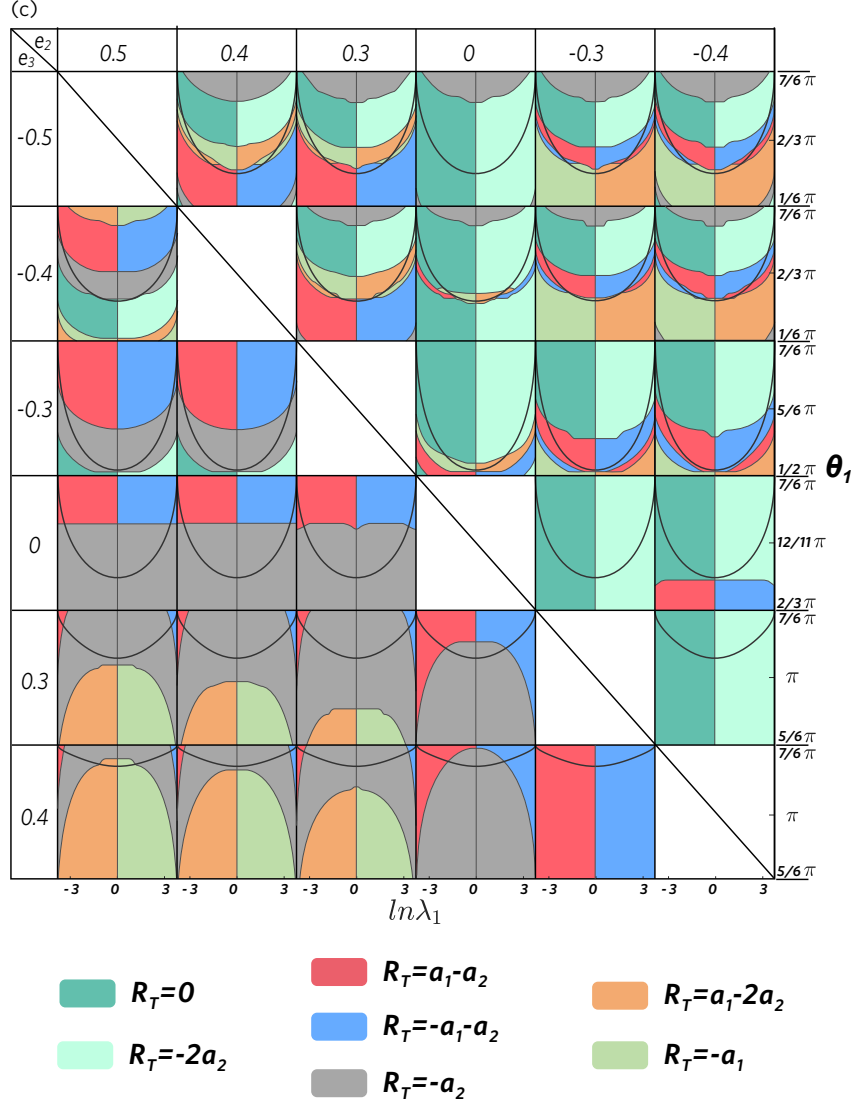 (c)
e2
e3
0.5 0.4 0.3 0 -0.3 -0.4
7/6 π
-0.5 2/3 π
1/6 π
7/6 π
-0.4 2/3 π
1/6 π
7/6 π
-0.3 5/6 π
1/2 π
θ1
7/6 π
0 12/11 π
2/3 π
7/6 π
0.3 π
5/6 π
7/6 π
0.4 π
5/6 π
-3 0 3 -3 0 3 -3 0 3 -3 0 3 -3 0 3 -3 0 3
lnλ1
RT=0 RT=a1-a2 RT=a1-2a2
RT=-2a2 RT=-a1-a2 RT=-a1
RT=-a2